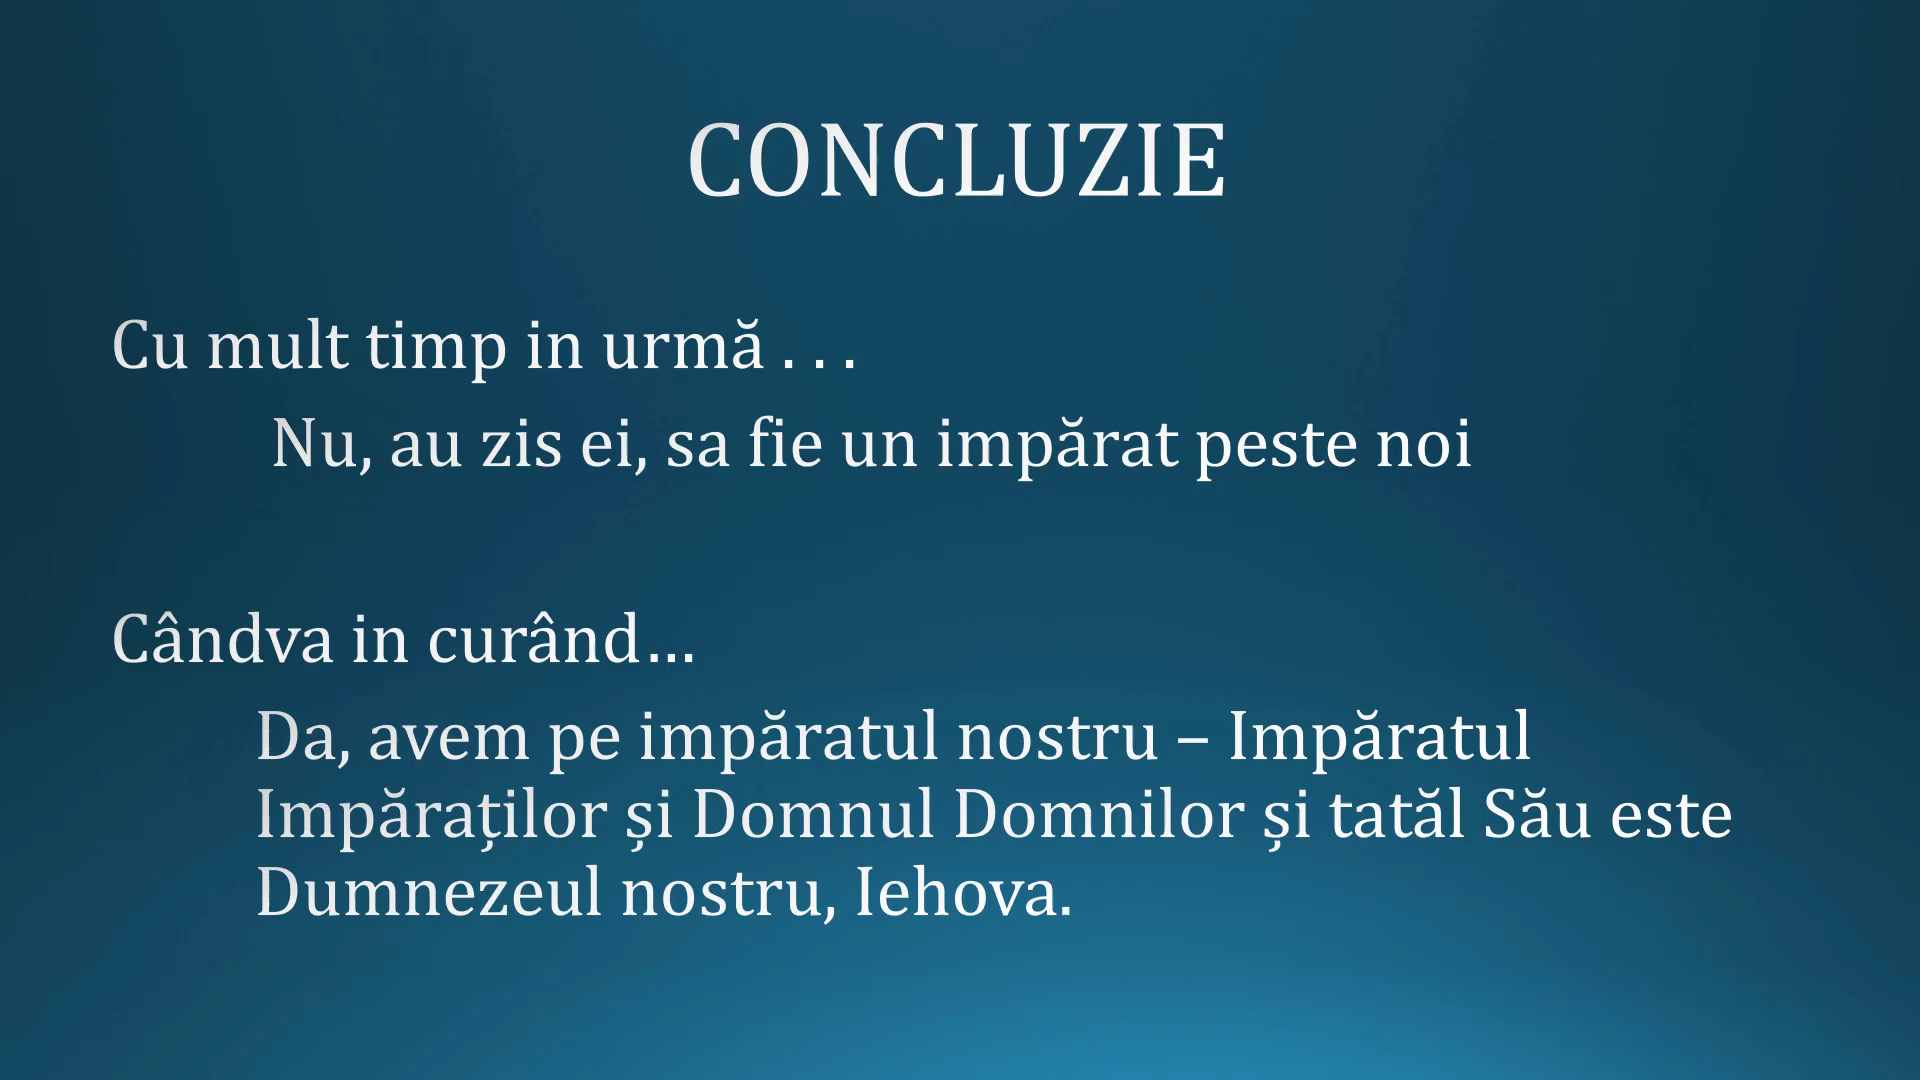 CONCLUZIE
Cu mult timp in urmă . . .
Nu, au zis ei, sa fie un impărat peste noi
Cândva in curând...
Da, avem pe impăratul nostru – Impăratul
Impăraților și Domnul Domnilor și tatăl Său este
Dumnezeul nostru, Iehova.